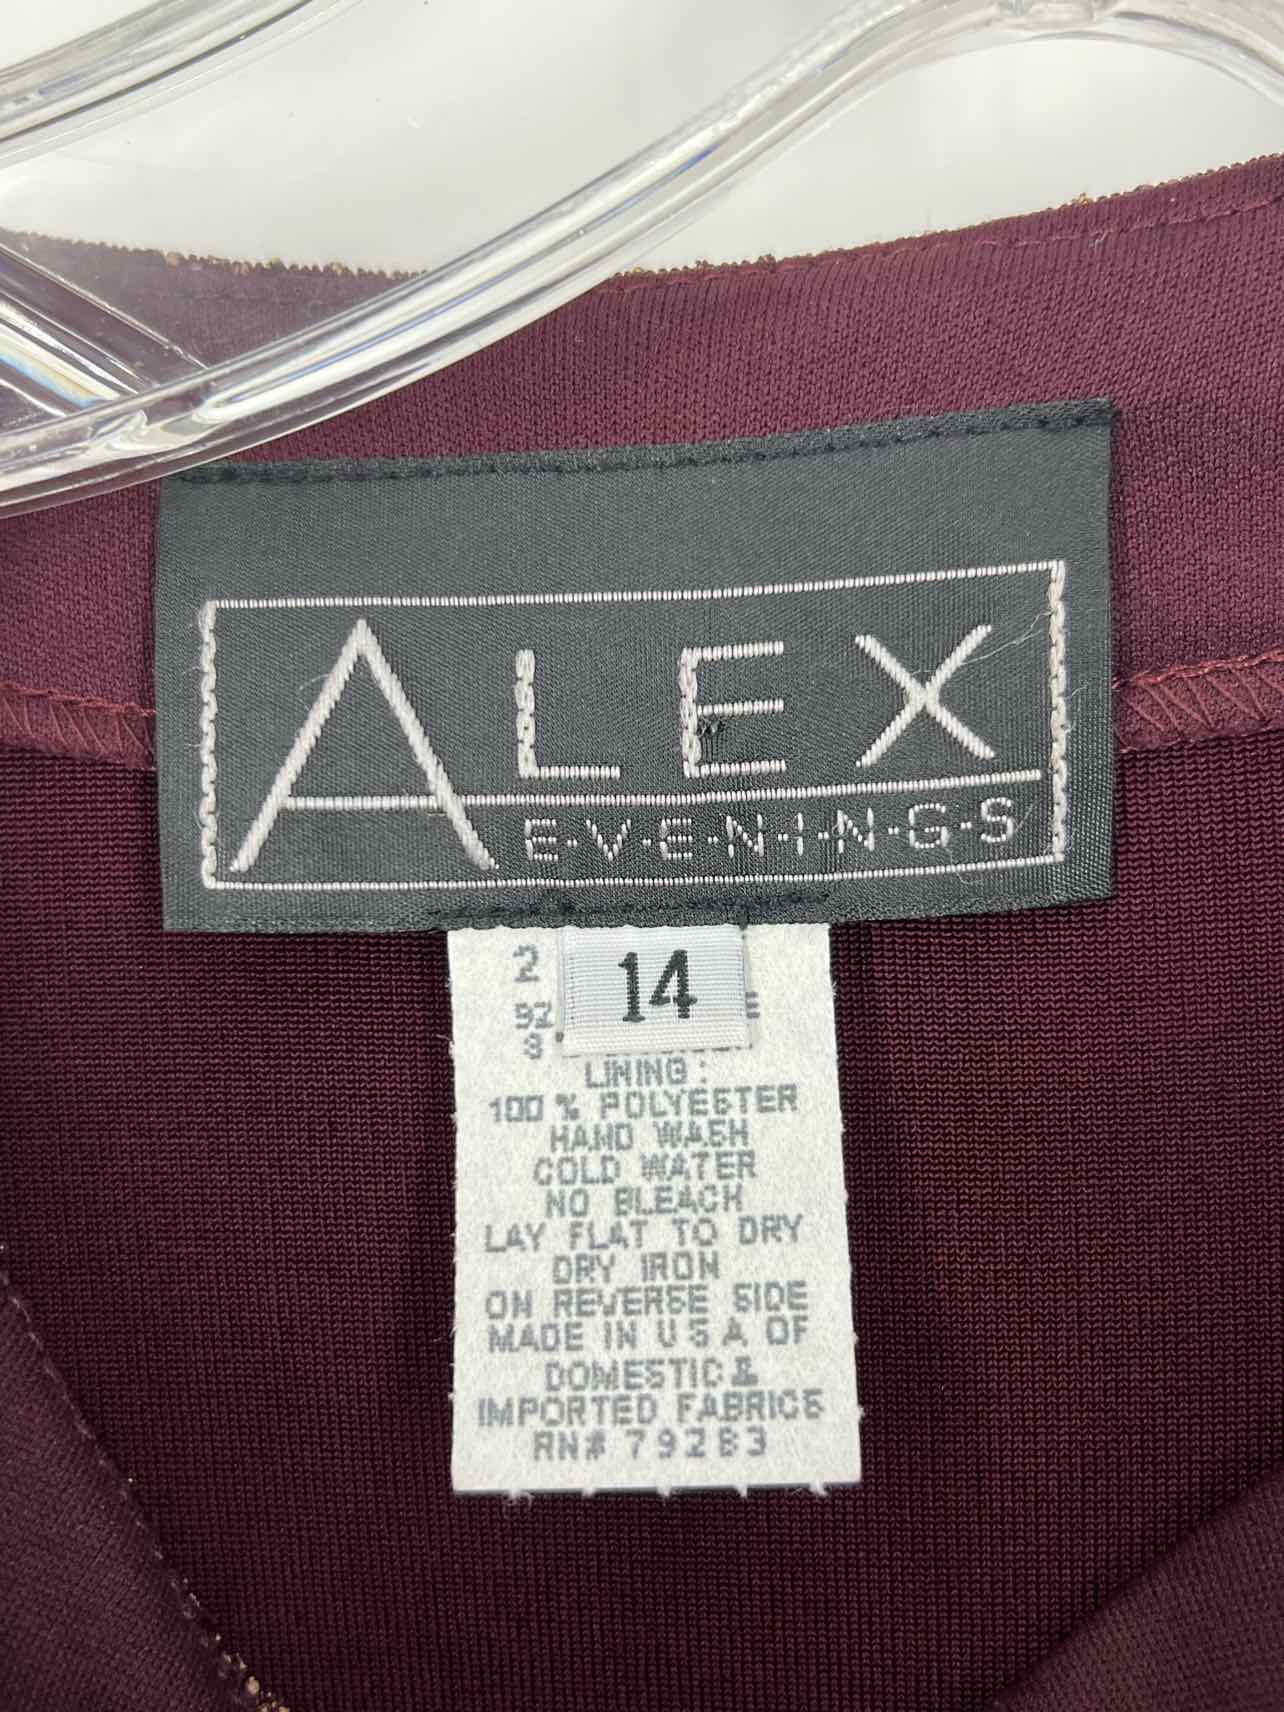 ALEX
E·V·E·N·I·N·G·S
14
2
92
LINING:
100% POLYESTER
HAND WASH
COLD WATER
NO BLEACH
LAY FLAT TO DRY
DRY IRON
ON REVERSE SIDE
MADE IN U S A OF
DOMESTIC &
IMPORTED FABRICS
RN# 79283